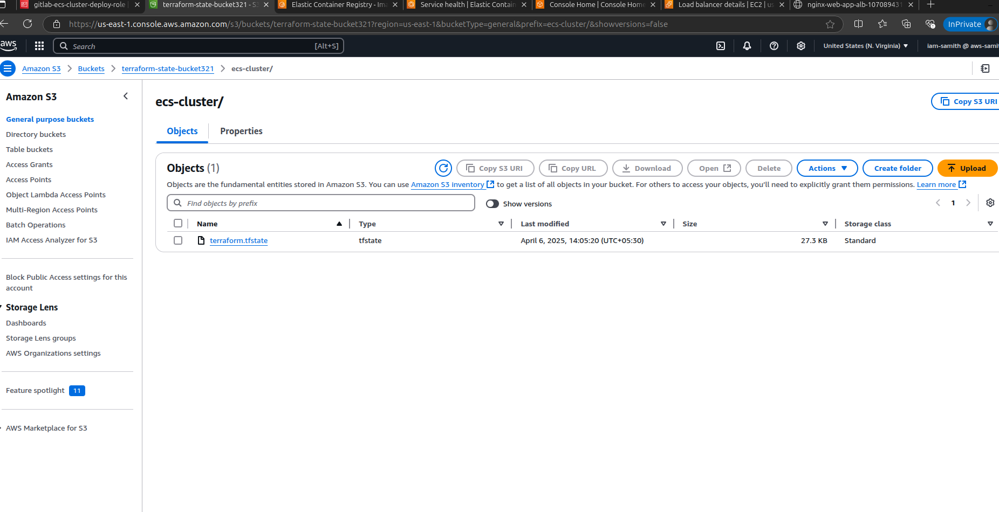 gitlab-ecs-cluster-deploy-role
terraform-state-bucket321 - S3
Elastic Container Registry - Ima
Service health | Elastic Contain
Console Home | Console Home
Load balancer details | EC2 | us
nginx-web-app-alb-107089431
https://us-east-1.console.aws.amazon.com/s3/buckets/terraform-state-bucket321?region=us-east-1&bucketType=general&prefix=ecs-cluster/&showversions=false
InPrivate
aws
Search [Alt+S]
United States (N. Virginia)
iam-samith @ aws-samit
Amazon S3 > Buckets > terraform-state-bucket321 > ecs-cluster/
Amazon S3
General purpose buckets
Directory buckets
Table buckets
Access Grants
Access Points
Object Lambda Access Points
Multi-Region Access Points
Batch Operations
IAM Access Analyzer for S3
Block Public Access settings for this
account
Storage Lens
Dashboards
Storage Lens groups
AWS Organizations settings
Feature spotlight 11
AWS Marketplace for S3
ecs-cluster/
Copy S3 URI
Objects
Properties
Objects (1)
Copy S3 URI
Copy URL
Download
Open
Delete
Actions
Create folder
Upload
Objects are the fundamental entities stored in Amazon S3. You can use Amazon S3 inventory to get a list of all objects in your bucket. For others to access your objects, you'll need to explicitly grant them permissions. Learn more
Find objects by prefix
Show versions
1
Name Type Last modified Size Storage class
terraform.tfstate tfstate April 6, 2025, 14:05:20 (UTC+05:30) 27.3 KB Standard